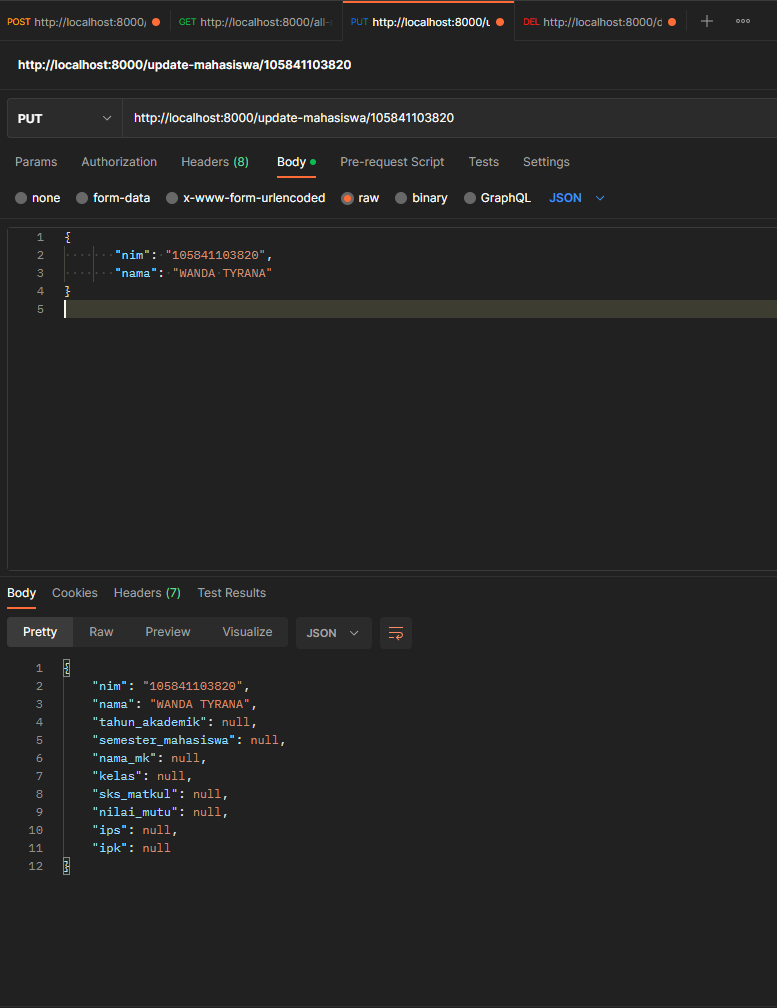 POST http://localhost:8000/ GET http://localhost:8000/all- PUT http://localhost:8000/u DEL http://localhost:8000/d
http://localhost:8000/update-mahasiswa/105841103820
PUT http://localhost:8000/update-mahasiswa/105841103820
Params Authorization Headers (8) Body Pre-request Script Tests Settings
none form-data x-www-form-urlencoded raw binary GraphQL JSON
1 {
2 "nim": "105841103820",
3 "nama": "WANDA TYRANA"
4 }
5
Body Cookies Headers (7) Test Results
Pretty Raw Preview Visualize JSON
1 {
2 "nim": "105841103820",
3 "nama": "WANDA TYRANA",
4 "tahun_akademik": null,
5 "semester_mahasiswa": null,
6 "nama_mk": null,
7 "kelas": null,
8 "sks_matkul": null,
9 "nilai_mutu": null,
10 "ips": null,
11 "ipk": null
12 }